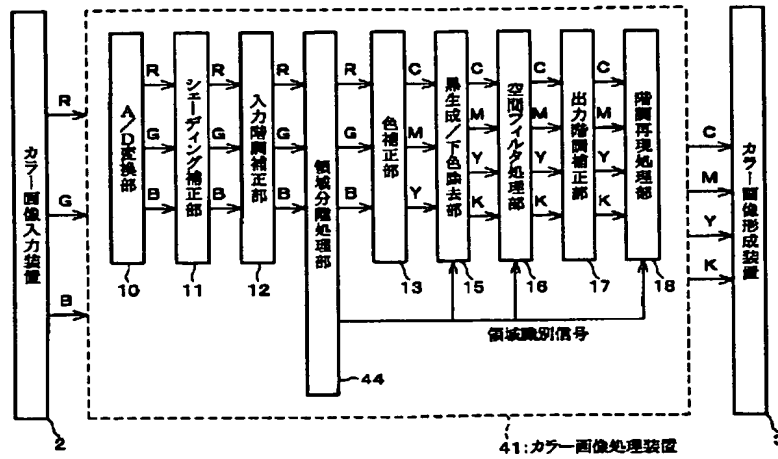 カラー画像入力装置
2
R
G
B
A/D変換部
10
R
G
B
シェーディング補正部
11
R
G
B
入力階調補正部
12
R
G
B
領域分離処理部
44
R
G
B
色補正部
13
C
M
Y
黒生成/下色除去部
15
C
M
Y
K
空間フィルタ処理部
16
C
M
Y
K
出力階調補正部
17
C
M
Y
K
階調再現処理部
18
領域識別信号
41:カラー画像処理装置
C
M
Y
K
カラー画像形成装置
3